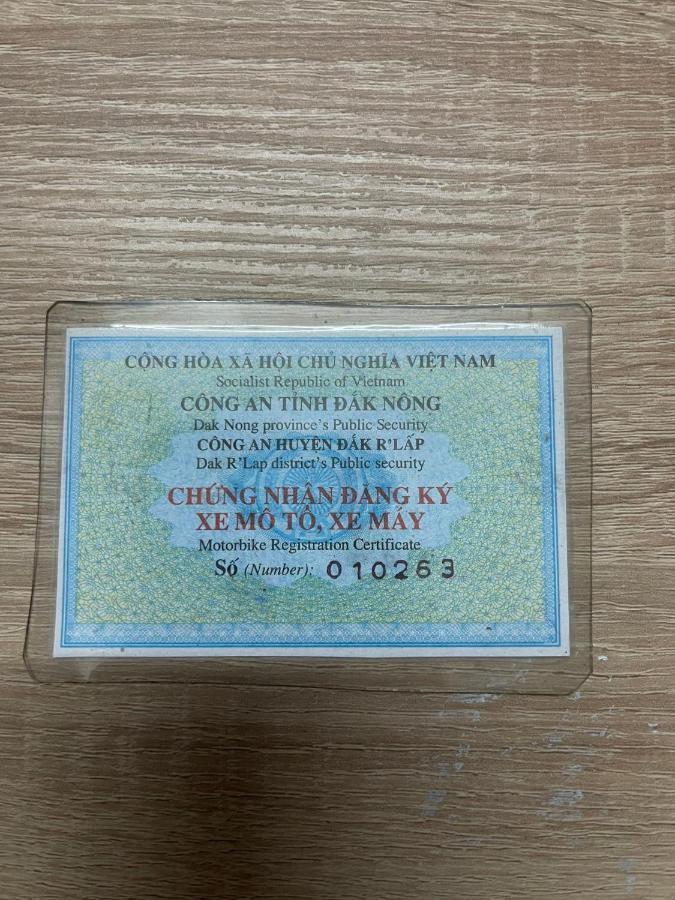 CỘNG HÒA XÃ HỘI CHỦ NGHĨA VIỆT NAM
Socialist Republic of Vietnam
CÔNG AN TỈNH ĐẮK NÔNG
Dak Nong province's Public Security
CÔNG AN HUYỆN ĐẮK R'LẤP
Dak R'Lap district's Public security
CHỨNG NHẬN ĐĂNG KÝ
XE MÔ TÔ, XE MÁY
Motorbike Registration Certificate
Số (Number): 010263